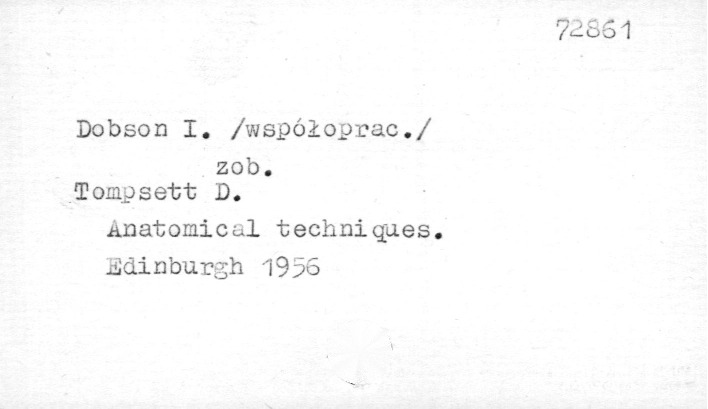 72861
Dobson I. /współoprac./
zob.
Tompsett D.
Anatomical techniques.
Edinburgh 1956